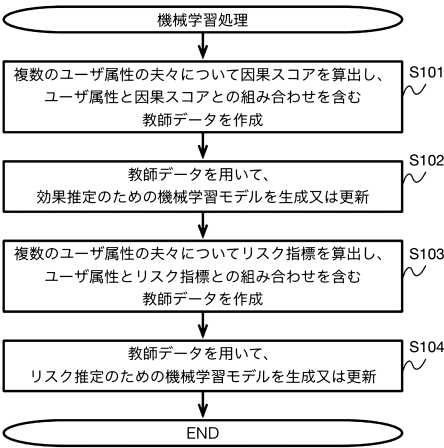 機械学習処理
S101
複数のユーザ属性の夫々について因果スコアを算出し、
ユーザ属性と因果スコアとの組み合わせを含む
教師データを作成
S102
教師データを用いて、
効果推定のための機械学習モデルを生成又は更新
S103
複数のユーザ属性の夫々についてリスク指標を算出し、
ユーザ属性とリスク指標との組み合わせを含む
教師データを作成
S104
教師データを用いて、
リスク推定のための機械学習モデルを生成又は更新
END